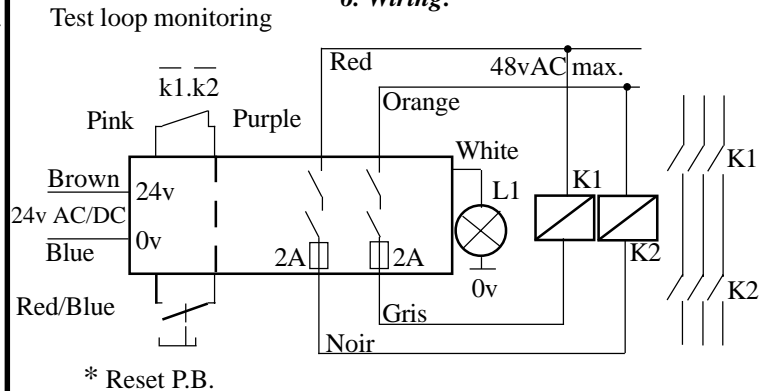 6. Wiring:
Test loop monitoring
Red
48vAC max.
k1.k2
Orange
Pink
Purple
White
K1
K1
Brown
24v
L1
24v AC/DC
0v
Blue
2A
2A
K2
0v
K2
Red/Blue
Gris
Noir
* Reset P.B.